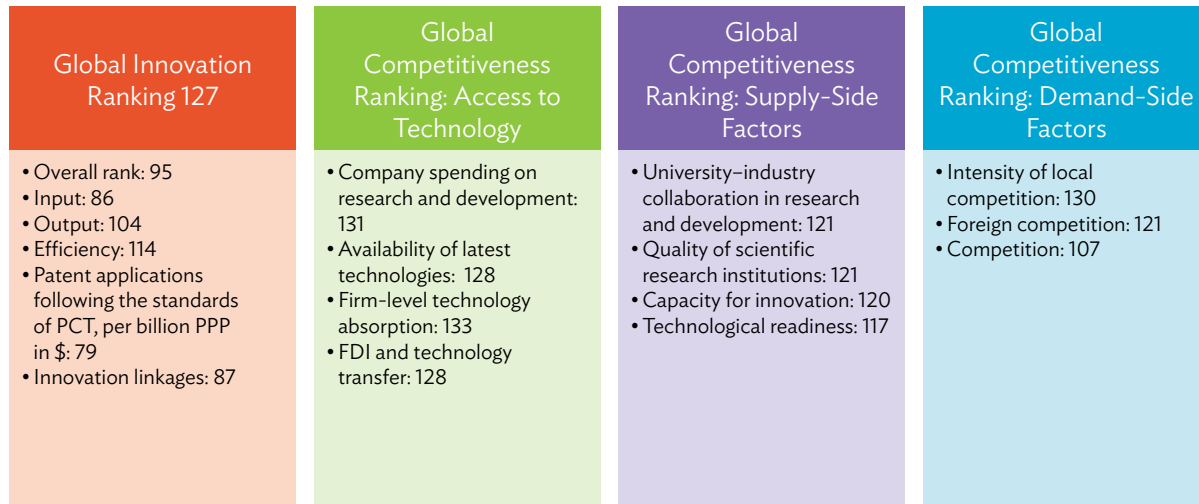 Global Innovation
Ranking 127
• Overall rank: 95
• Input: 86
• Output: 104
• Efficiency: 114
• Patent applications
following the standards
of PCT, per billion PPP
in $: 79
• Innovation linkages: 87
Global
Competitiveness
Ranking: Access to
Technology
• Company spending on
research and development:
131
• Availability of latest
technologies: 128
• Firm-level technology
absorption: 133
• FDI and technology
transfer: 128
Global
Competitiveness
Ranking: Supply-Side
Factors
• University–industry
collaboration in research
and development: 121
• Quality of scientific
research institutions: 121
• Capacity for innovation: 120
• Technological readiness: 117
Global
Competitiveness
Ranking: Demand-Side
Factors
• Intensity of local
competition: 130
• Foreign competition: 121
• Competition: 107